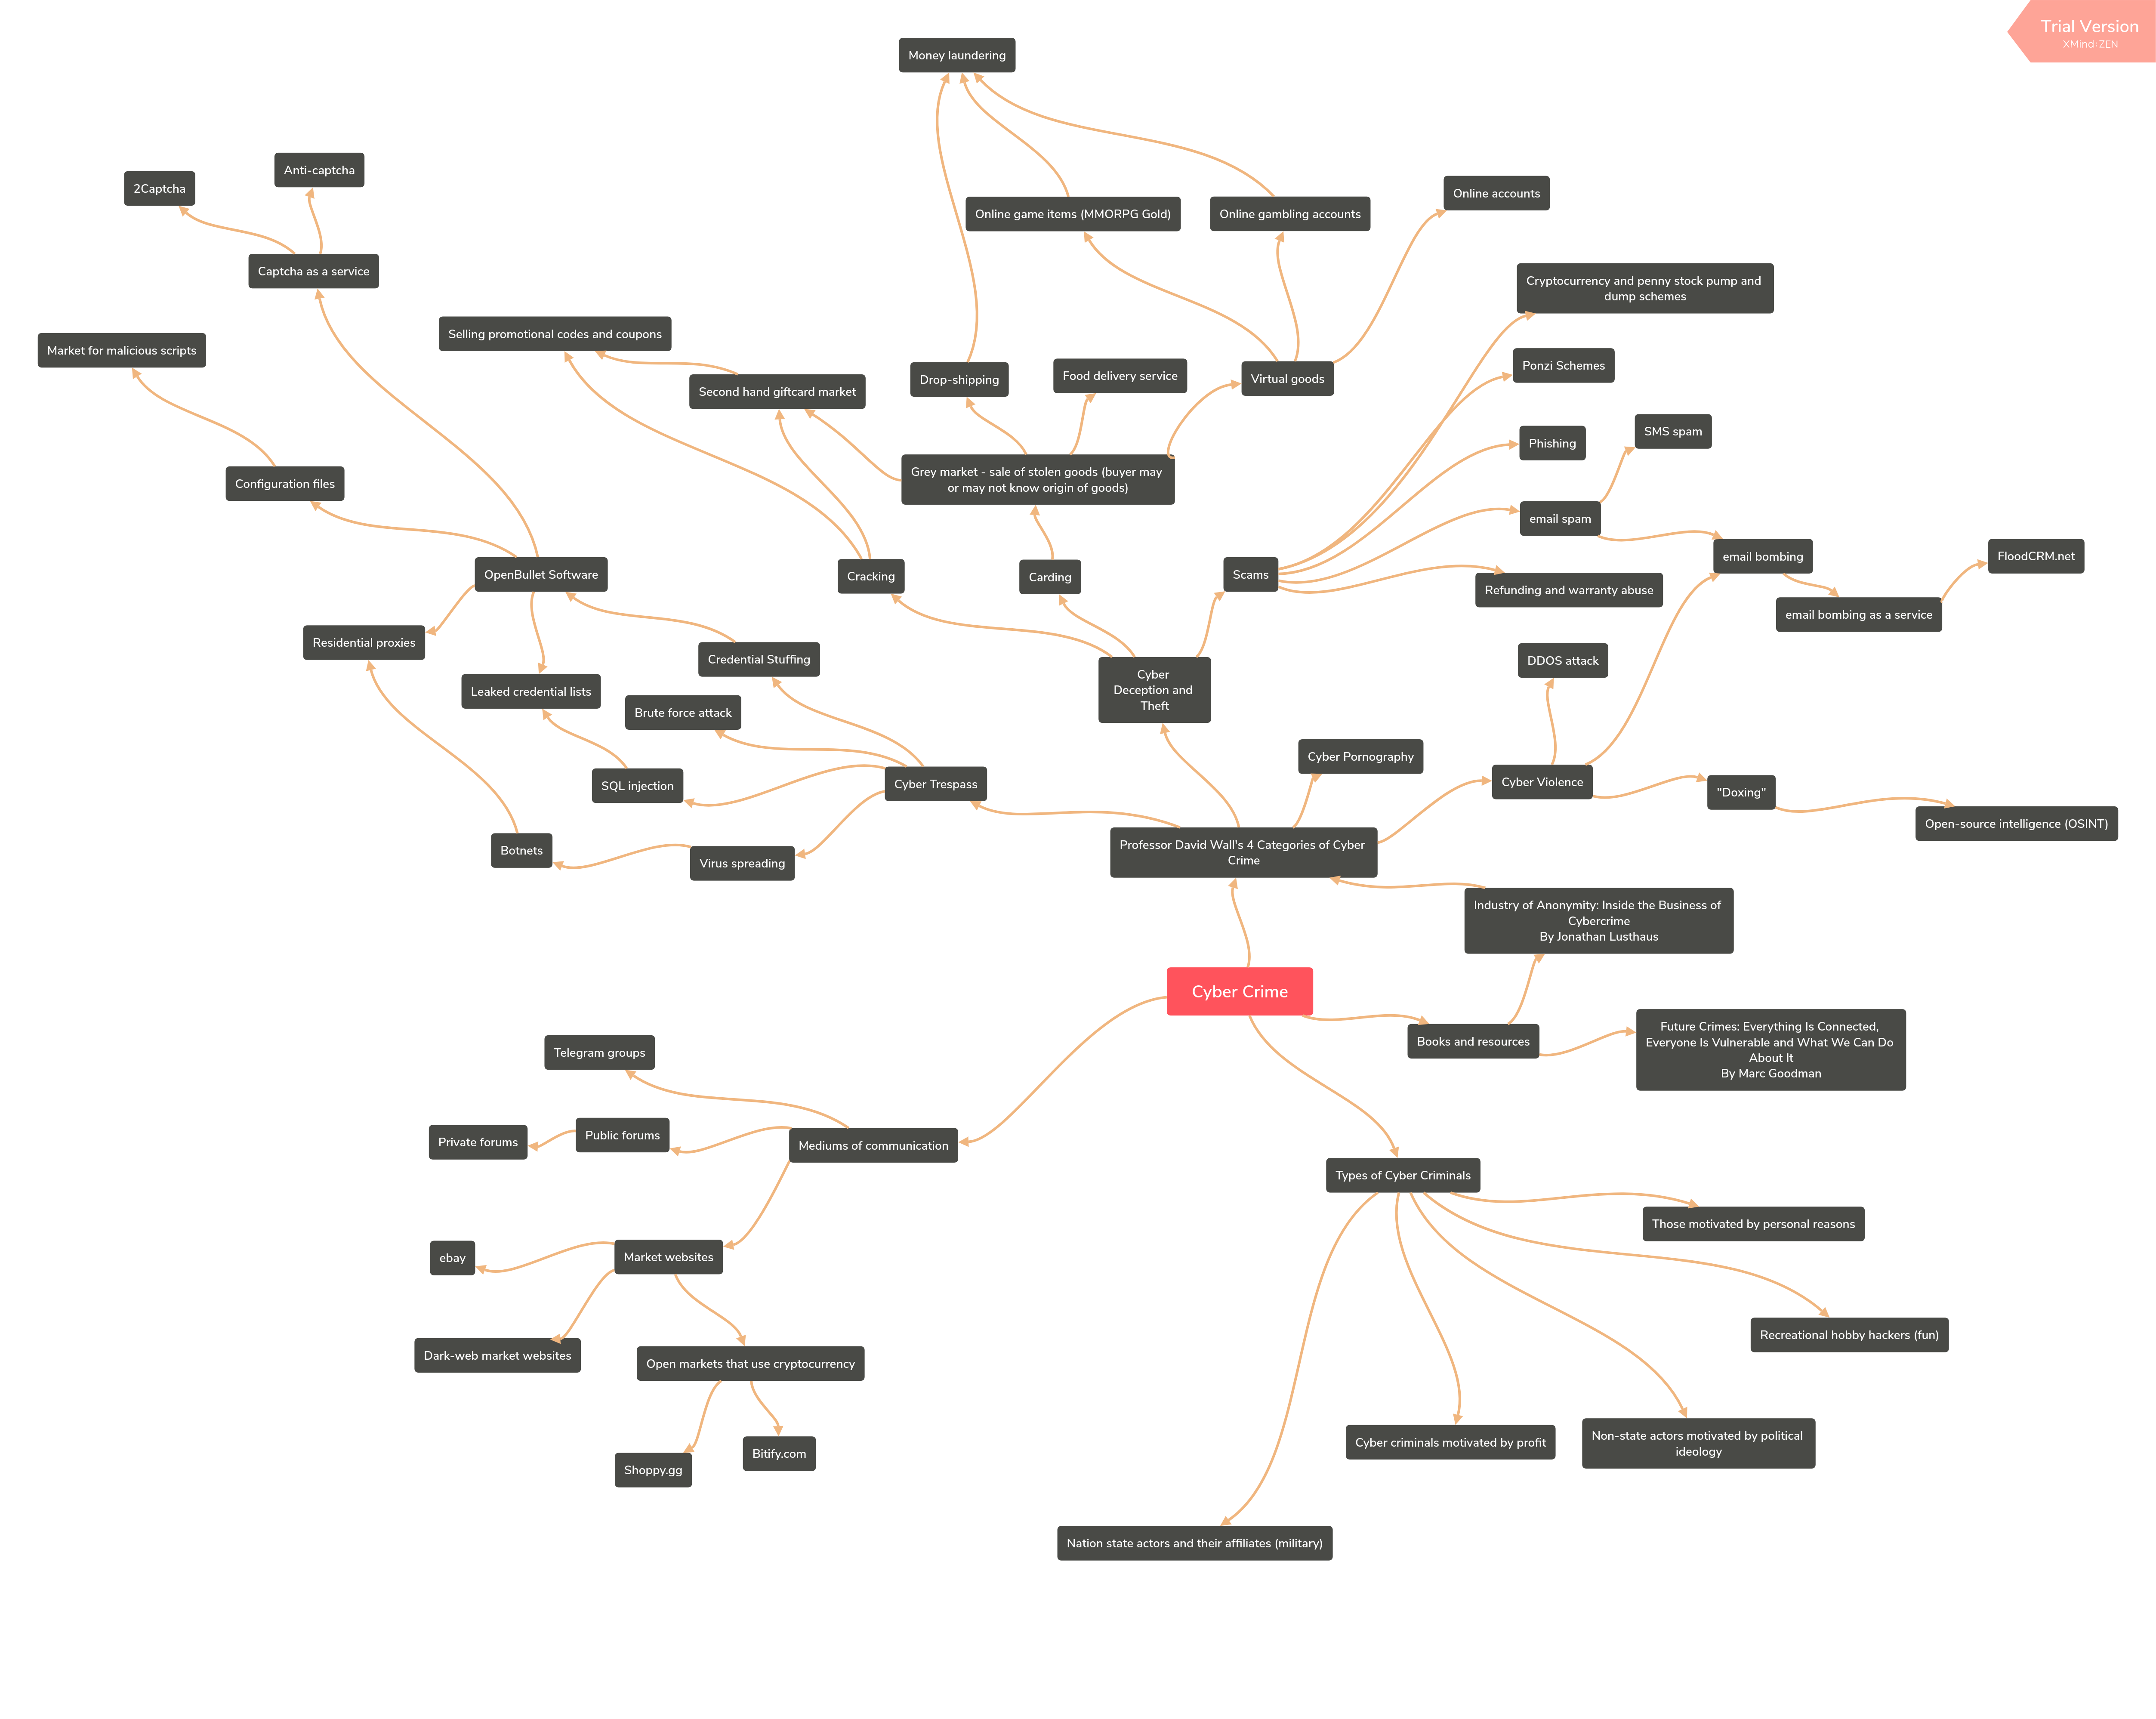 Trial Version
XMind:ZEN
Money laundering
Anti-captcha
2Captcha
Online accounts
Online game items (MMORPG Gold)
Online gambling accounts
Captcha as a service
Cryptocurrency and penny stock pump and
dump schemes
Selling promotional codes and coupons
Market for malicious scripts
Ponzi Schemes
Food delivery service
Virtual goods
Drop-shipping
Second hand giftcard market
SMS spam
Phishing
Grey market - sale of stolen goods (buyer may
or may not know origin of goods)
Configuration files
email spam
email bombing
FloodCRM.net
OpenBullet Software
Cracking
Carding
Scams
Refunding and warranty abuse
email bombing as a service
Residential proxies
Credential Stuffing
DDOS attack
Cyber
Deception and
Theft
Leaked credential lists
Brute force attack
Cyber Pornography
SQL injection
Cyber Trespass
Cyber Violence
"Doxing"
Open-source intelligence (OSINT)
Professor David Wall's 4 Categories of Cyber
Crime
Botnets
Virus spreading
Industry of Anonymity: Inside the Business of
Cybercrime
By Jonathan Lusthaus
Cyber Crime
Books and resources
Future Crimes: Everything Is Connected,
Everyone Is Vulnerable and What We Can Do
About It
By Marc Goodman
Telegram groups
Private forums
Public forums
Mediums of communication
Types of Cyber Criminals
Those motivated by personal reasons
ebay
Market websites
Recreational hobby hackers (fun)
Dark-web market websites
Open markets that use cryptocurrency
Cyber criminals motivated by profit
Non-state actors motivated by political
ideology
Shoppy.gg
Bitify.com
Nation state actors and their affiliates (military)